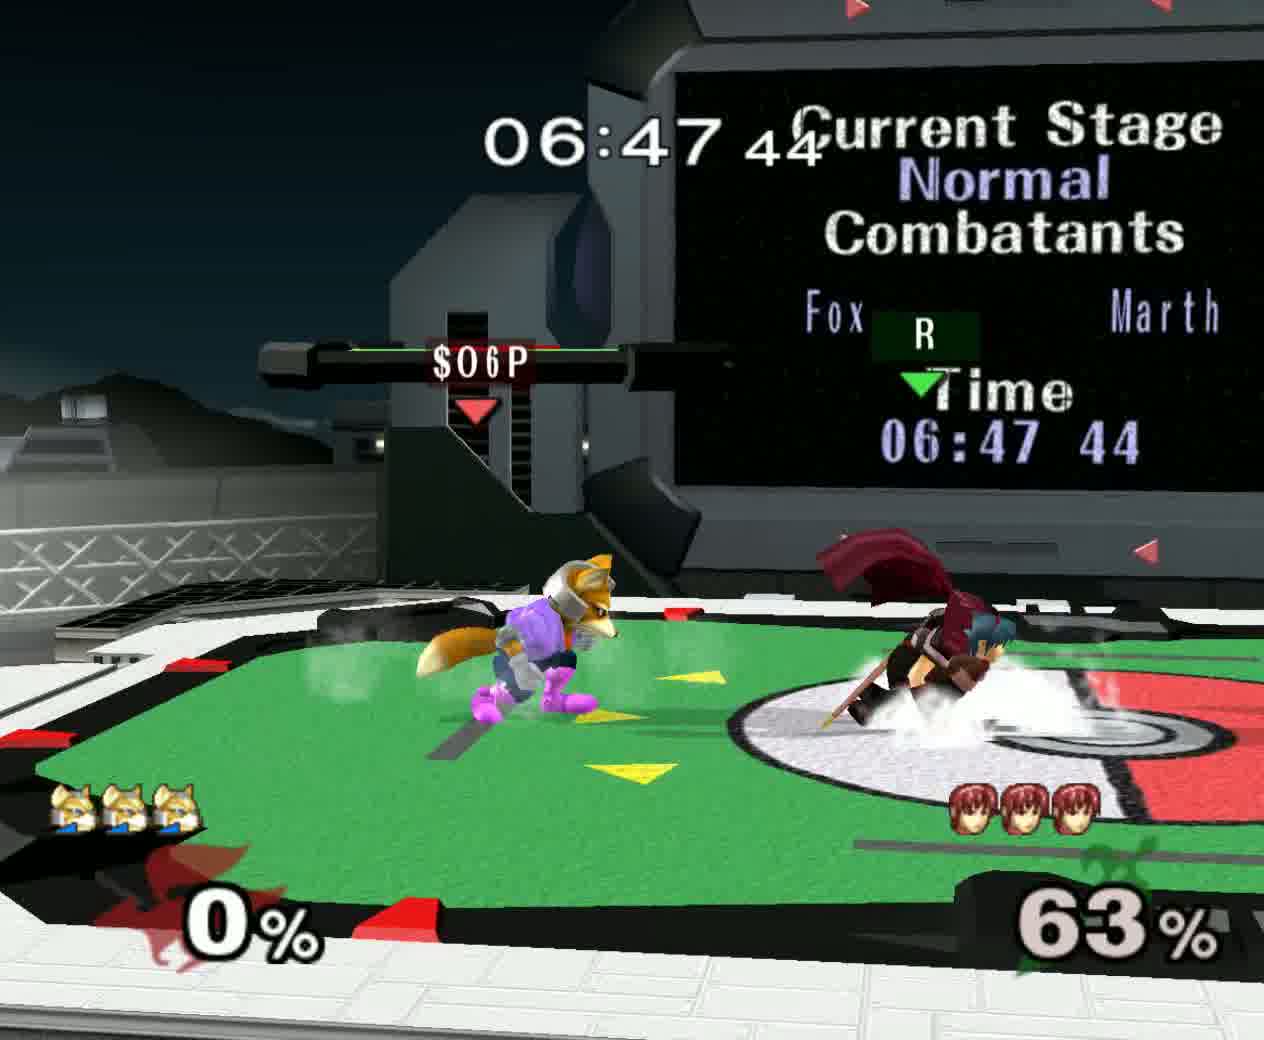 06:47 44
Current Stage
Normal
Combatants
Fox Marth
R
$06P
Time
06:47 44
0%
63%